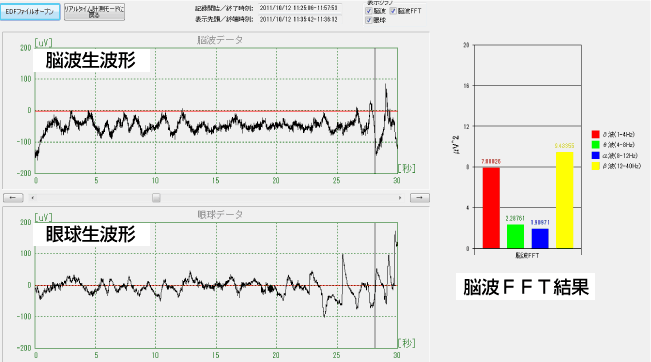 EDFファイルオープン
リアルタイム計測モードに戻る
記録開始／終了時刻: 2011/10/12 11:25:06-11:57:53
表示先頭／終端時刻: 2011/10/12 11:35:42-11:36:12
表示グラフ
脳波 脳波FFT
眼球
脳波データ
[uV]
脳波生波形
200
100
0
-100
-200
0 5 10 15 20 25 30
[秒]
← →
眼球データ
[uV]
眼球生波形
200
100
0
-100
-200
0 5 10 15 20 25 30
[秒]
μV^2
20
16
12
8
4
0
脳波FFT
δ波(1-4Hz)
θ波(4-8Hz)
α波(8-12Hz)
β波(12-40Hz)
脳波ＦＦＴ結果